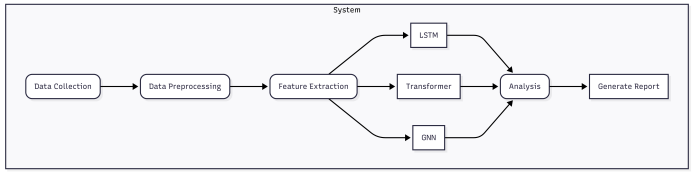 System
Data Collection
Data Preprocessing
Feature Extraction
LSTM
Transformer
GNN
Analysis
Generate Report